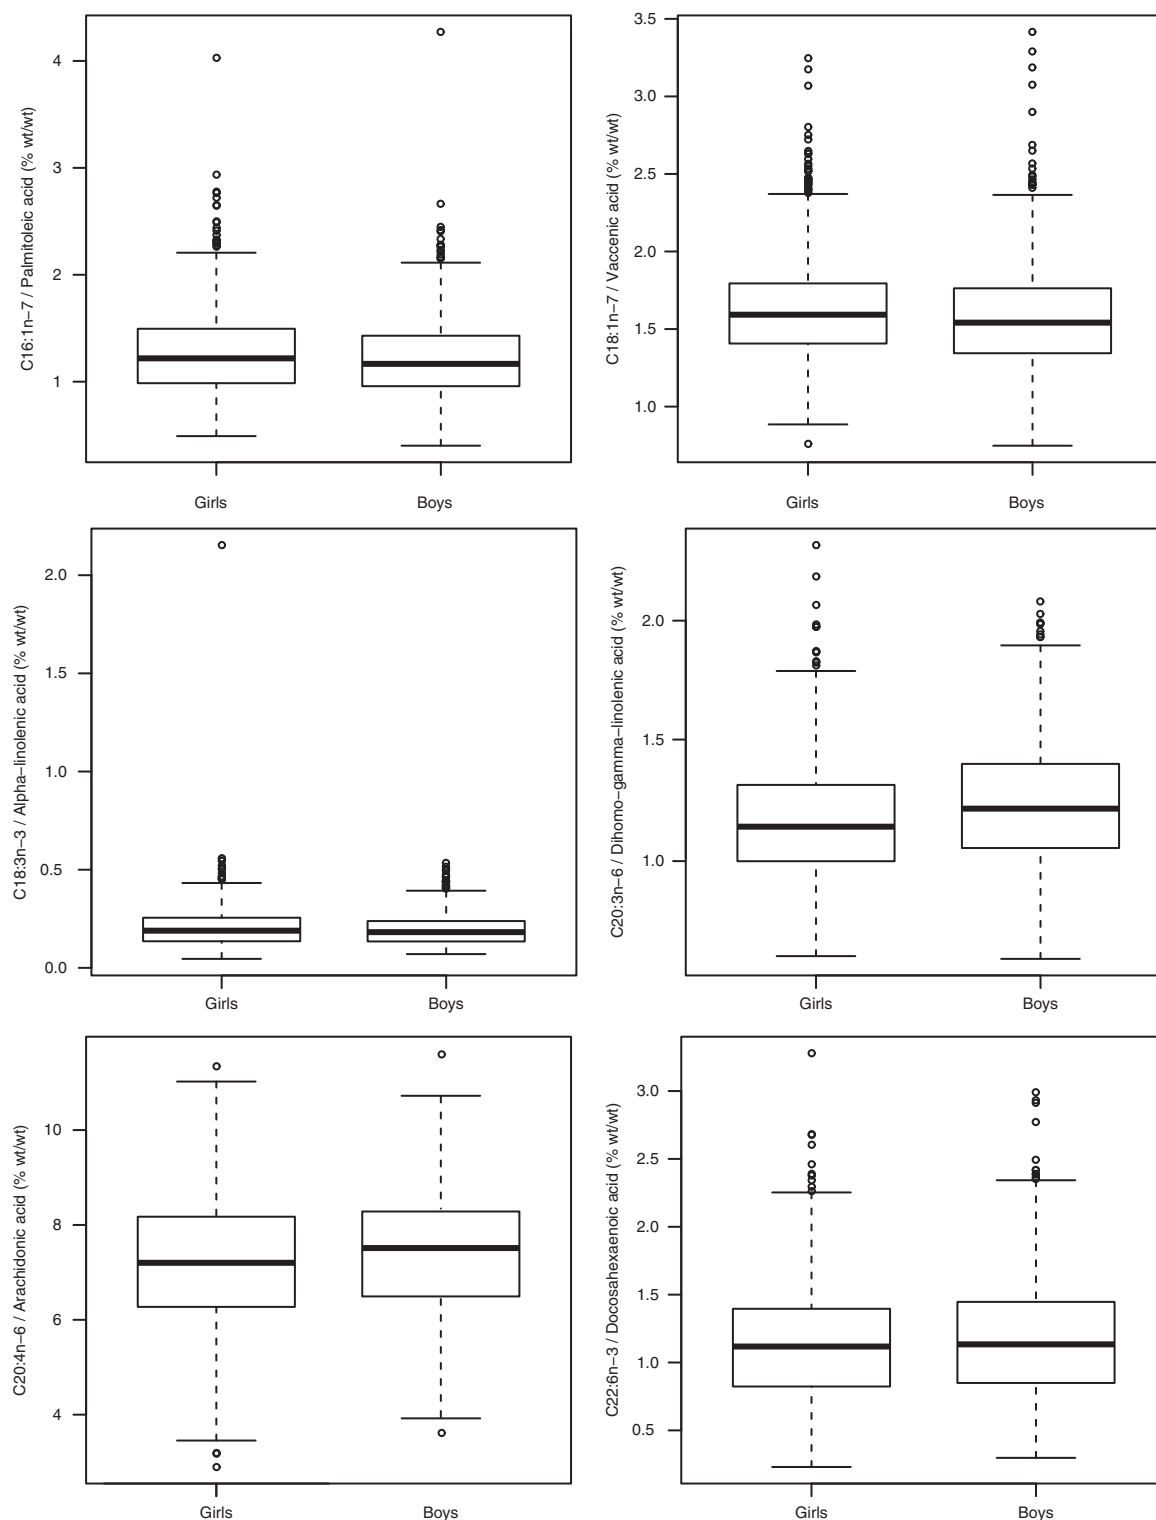 C16:1n−7 / Palmitoleic acid (% wt/wt)
4
3
2
1
Girls
Boys
C18:1n−7 / Vaccenic acid (% wt/wt)
3.5
3.0
2.5
2.0
1.5
1.0
Girls
Boys
C18:3n−3 / Alpha−linolenic acid (% wt/wt)
2.0
1.5
1.0
0.5
0.0
Girls
Boys
C20:3n−6 / Dihomo−gamma−linolenic acid (% wt/wt)
2.0
1.5
1.0
Girls
Boys
C20:4n−6 / Arachidonic acid (% wt/wt)
10
8
6
4
Girls
Boys
C22:6n−3 / Docosahexaenoic acid (% wt/wt)
3.0
2.5
2.0
1.5
1.0
0.5
Girls
Boys